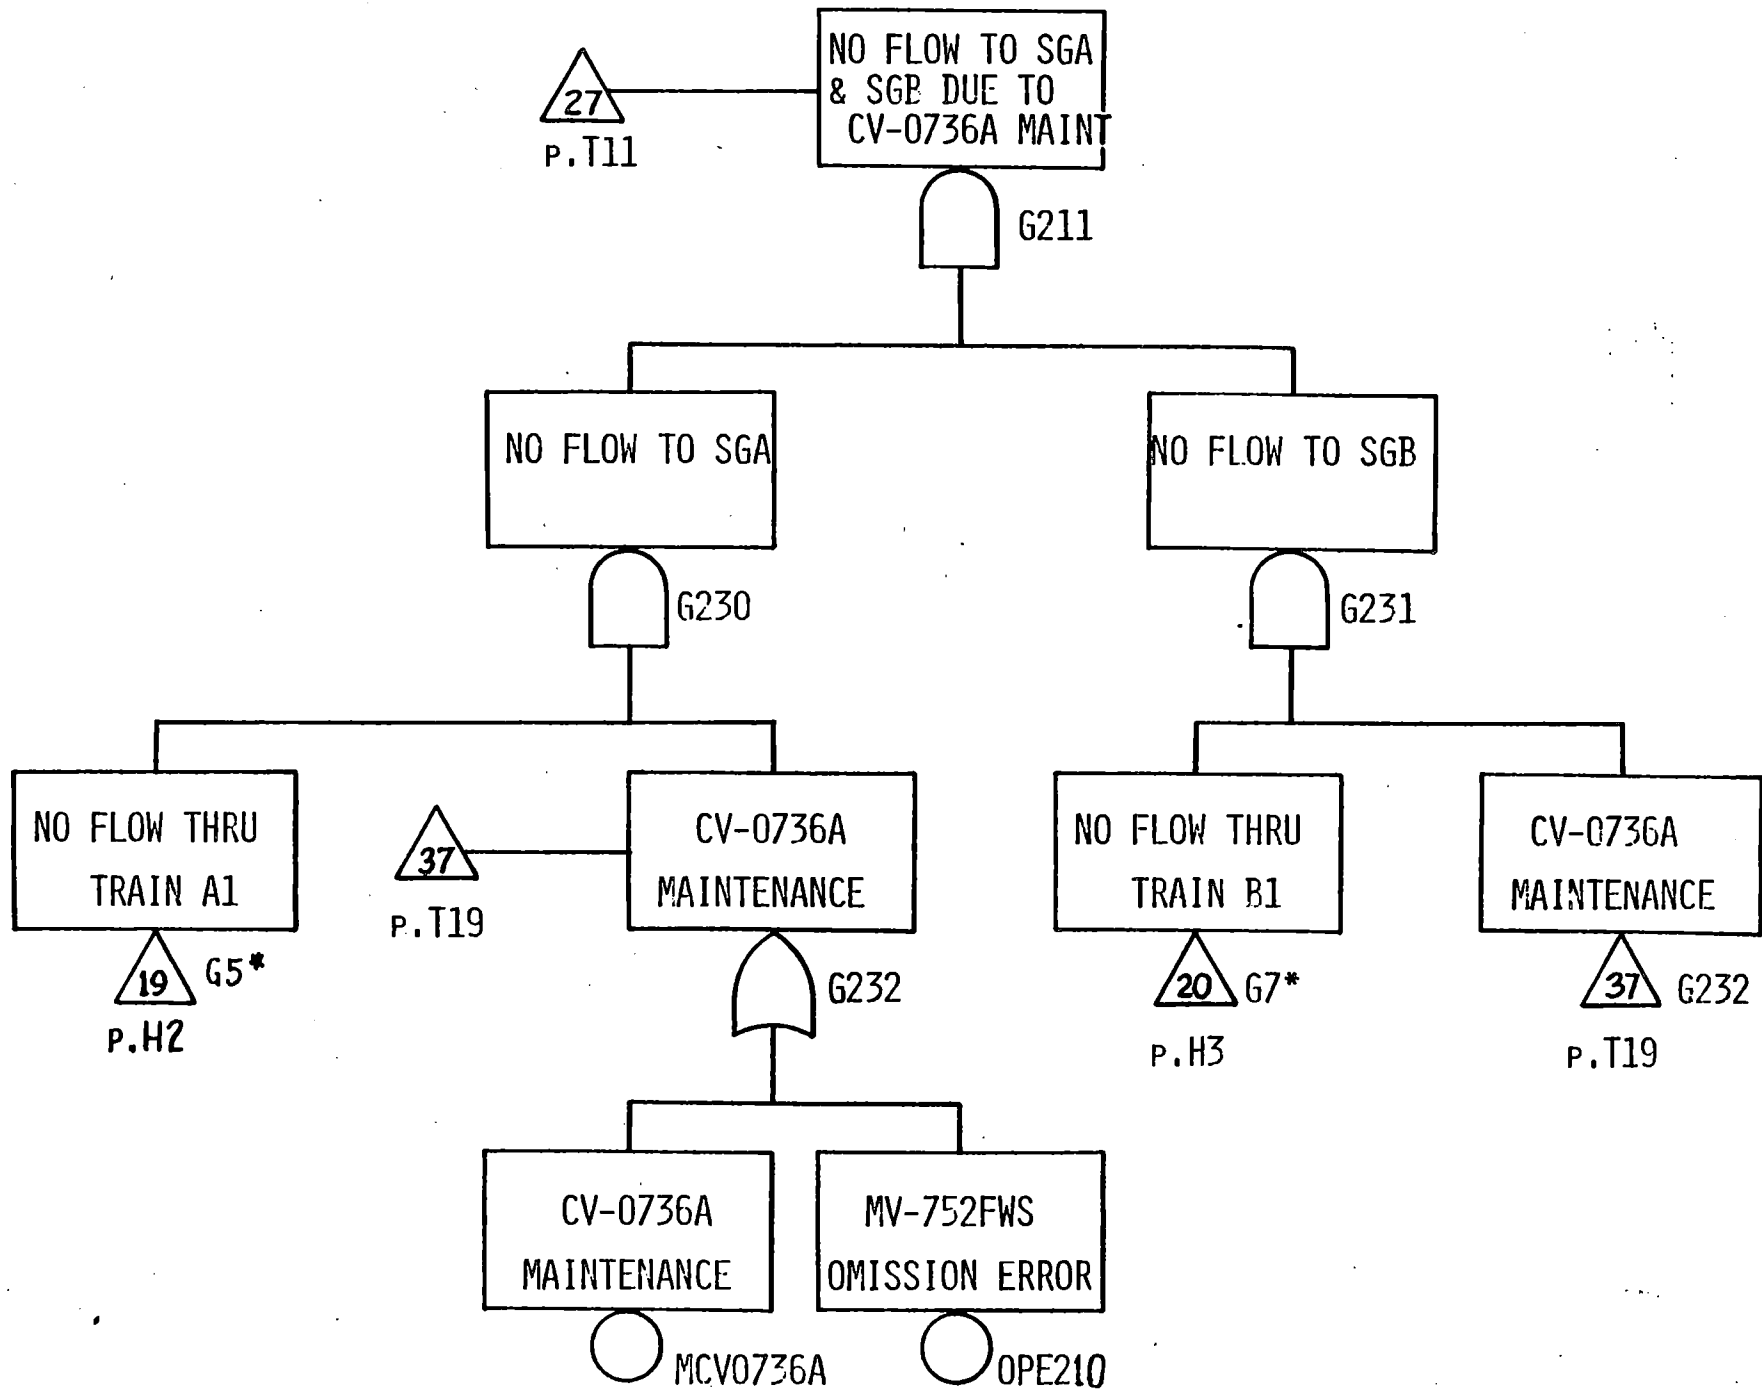 NO FLOW TO SGA
& SGB DUE TO
CV-0736A MAINT
27
P.T11
G211
NO FLOW TO SGA
NO FLOW TO SGB
G230
G231
NO FLOW THRU
TRAIN A1
37
P.T19
CV-0736A
MAINTENANCE
NO FLOW THRU
TRAIN B1
CV-0736A
MAINTENANCE
19
G5*
P.H2
G232
20
G7*
P.H3
37
G232
P.T19
CV-0736A
MAINTENANCE
MV-752FWS
OMISSION ERROR
MCV0736A
OPE210